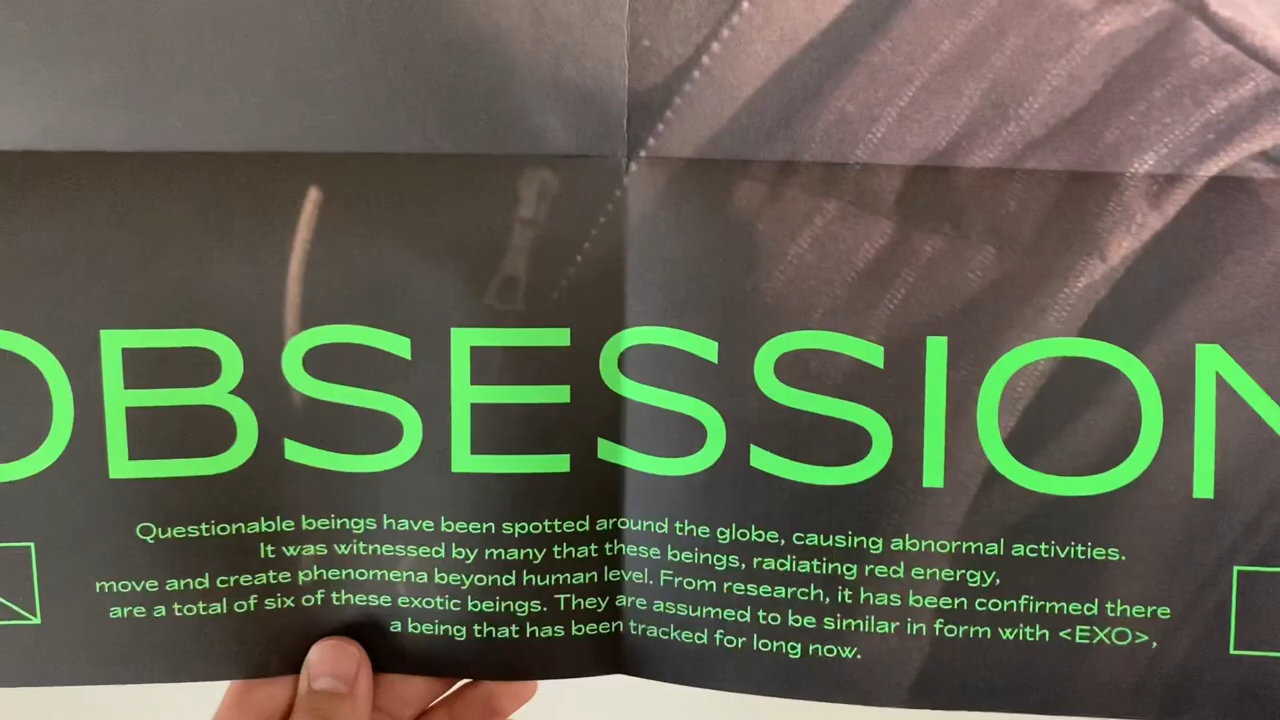 OBSESSION
Questionable beings have been spotted around the globe, causing abnormal activities.
It was witnessed by many that these beings, radiating red energy,
move and create phenomena beyond human level. From research, it has been confirmed there
are a total of six of these exotic beings. They are assumed to be similar in form with <EXO>,
a being that has been tracked for long now.